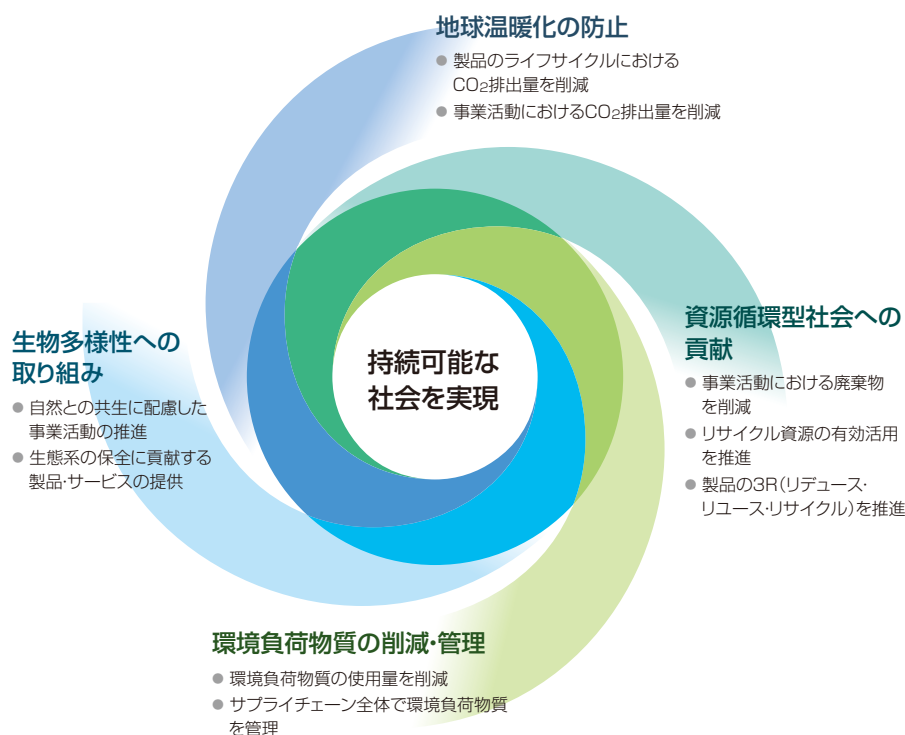 地球温暖化の防止
● 製品のライフサイクルにおける
CO₂排出量を削減
● 事業活動におけるCO₂排出量を削減
資源循環型社会への
貢献
● 事業活動における廃棄物
を削減
● リサイクル資源の有効活用
を推進
● 製品の3R(リデュース・
リユース・リサイクル)を推進
環境負荷物質の削減・管理
● 環境負荷物質の使用量を削減
● サプライチェーン全体で環境負荷物質
を管理
生物多様性への
取り組み
● 自然との共生に配慮した
事業活動の推進
● 生態系の保全に貢献する
製品・サービスの提供
持続可能な
社会を実現